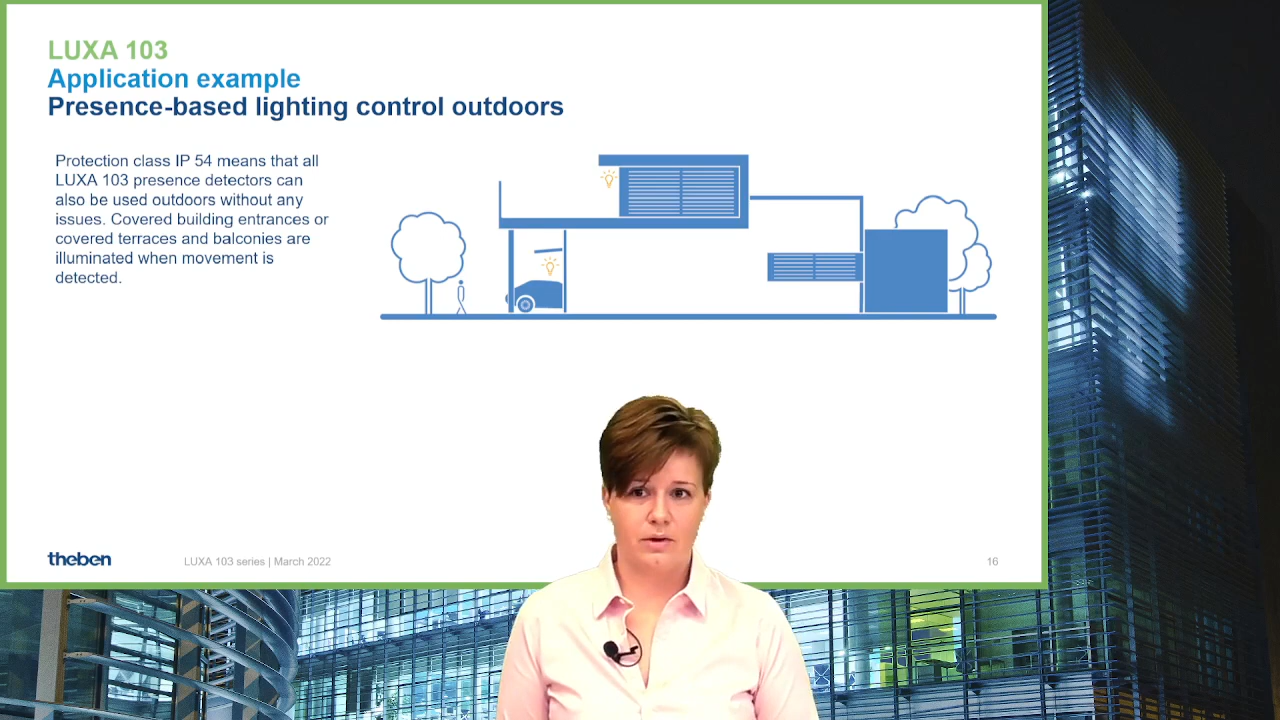 LUXA 103
Application example
Presence-based lighting control outdoors
Protection class IP 54 means that all
LUXA 103 presence detectors can
also be used outdoors without any
issues. Covered building entrances or
covered terraces and balconies are
illuminated when movement is
detected.
theben
LUXA 103 series | March 2022
16